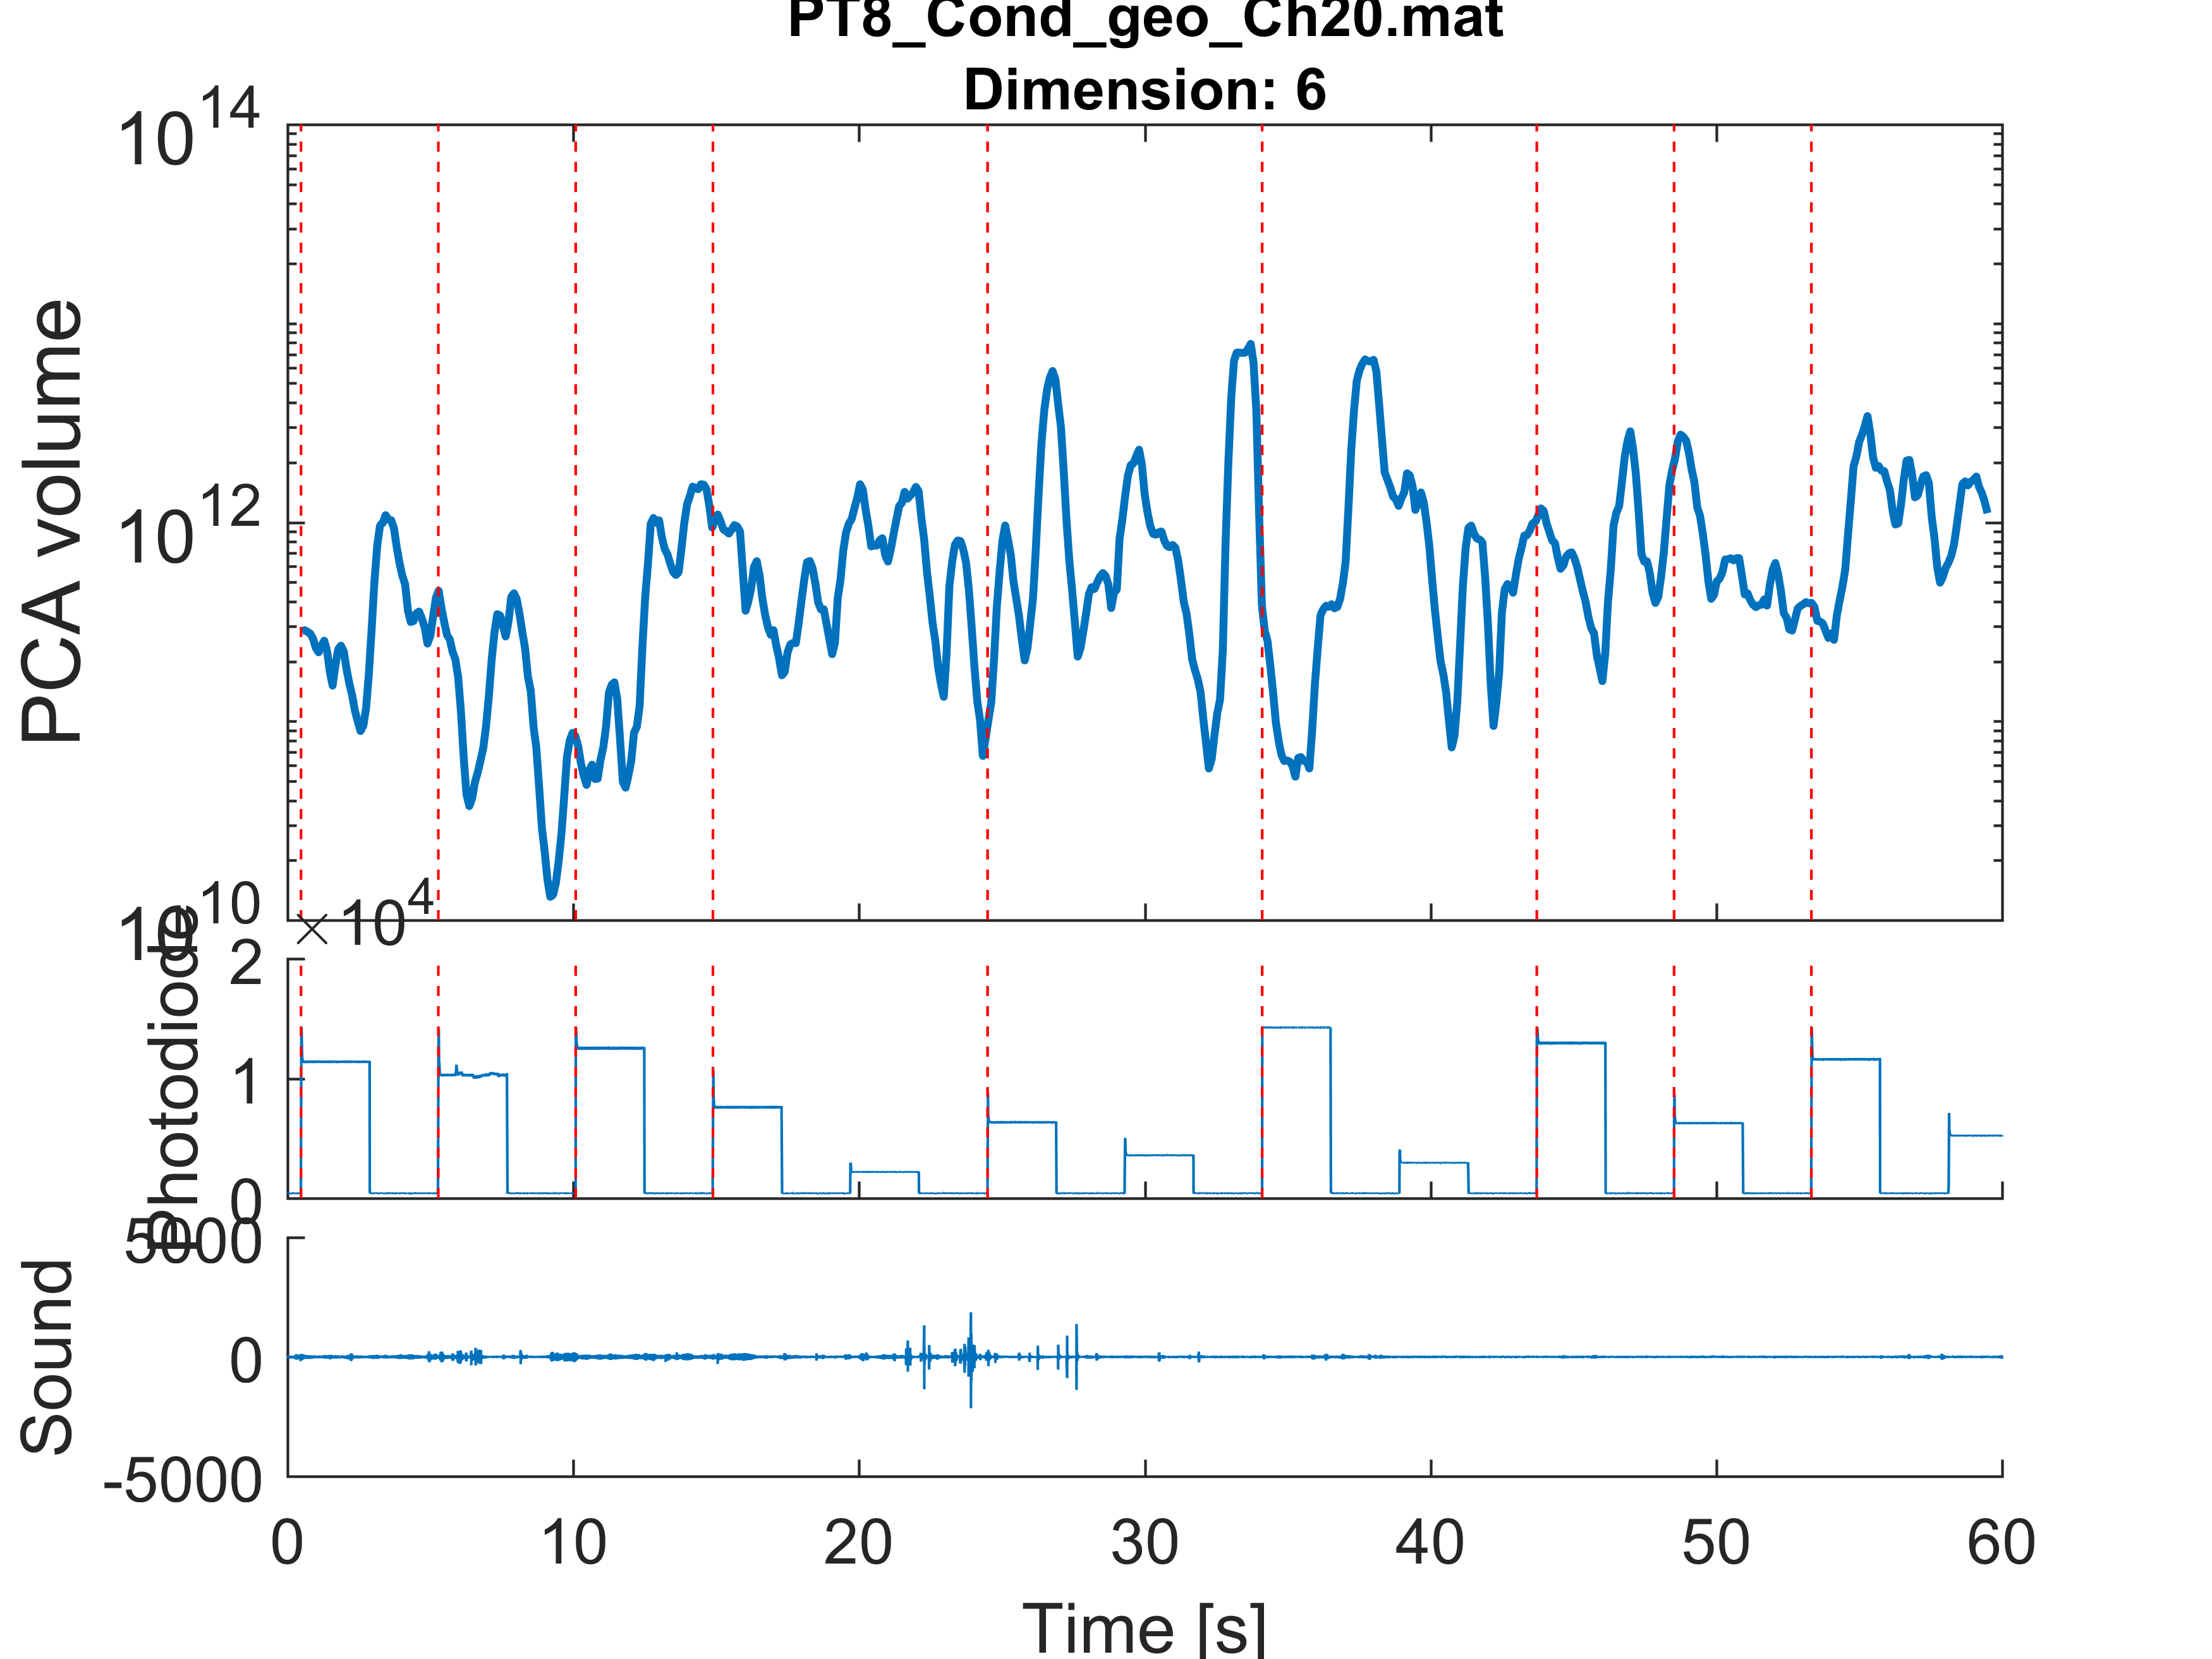 PT8_Cond_geo_Ch20.mat
Dimension: 6
10^14
10^12
10^10
PCA volume
×10^4
2
1
0
Photodiode
5000
0
-5000
Sound
0 10 20 30 40 50 60
Time [s]